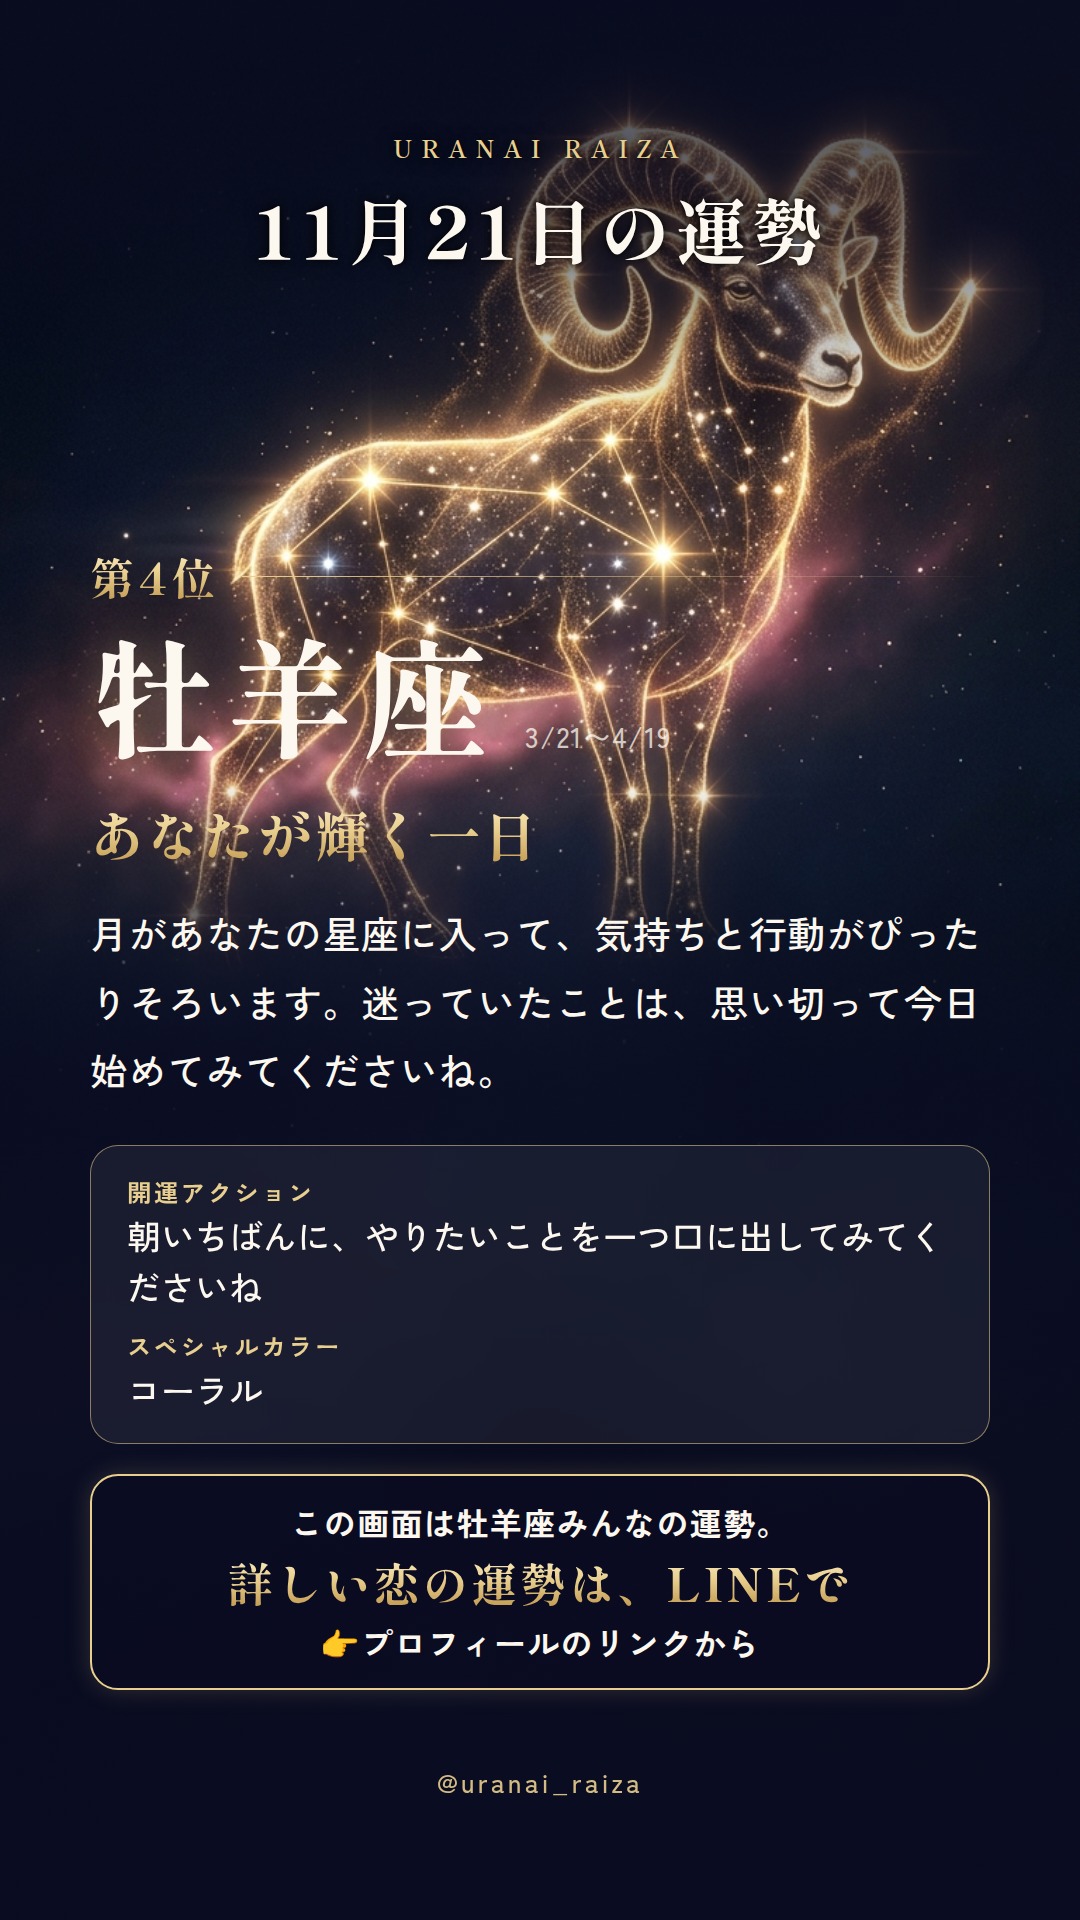 URANAI RAIZA
11月21日の運勢
第4位
牡羊座 3/21〜4/19
あなたが輝く一日
月があなたの星座に入って、気持ちと行動がぴった
りそろいます。迷っていたことは、思い切って今日
始めてみてくださいね。
開運アクション
朝いちばんに、やりたいことを一つ口に出してみてく
ださいね
スペシャルカラー
コーラル
この画面は牡羊座みんなの運勢。
詳しい恋の運勢は、LINEで
👉プロフィールのリンクから
@uranai_raiza